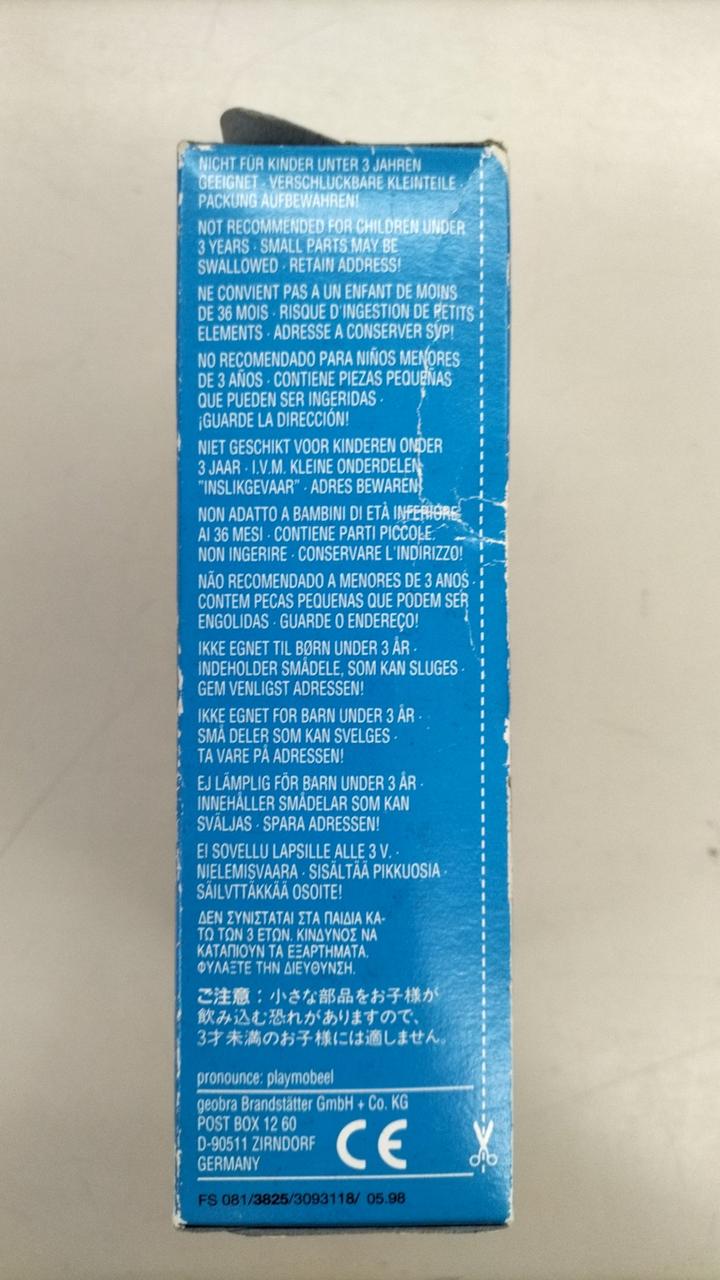 NICHT FÜR KINDER UNTER 3 JAHREN
GEEIGNET · VERSCHLUCKBARE KLEINTEILE ·
PACKUNG AUFBEWAHREN!
NOT RECOMMENDED FOR CHILDREN UNDER
3 YEARS · SMALL PARTS MAY BE
SWALLOWED · RETAIN ADDRESS!
NE CONVIENT PAS A UN ENFANT DE MOINS
DE 36 MOIS · RISQUE D'INGESTION DE PETITS
ELEMENTS · ADRESSE A CONSERVER SVP!
NO RECOMENDADO PARA NIÑOS MENORES
DE 3 AÑOS · CONTIENE PIEZAS PEQUEÑAS
QUE PUEDEN SER INGERIDAS ·
¡GUARDE LA DIRECCIÓN!
NIET GESCHIKT VOOR KINDEREN ONDER
3 JAAR · I.V.M. KLEINE ONDERDELEN
"INSLIKGEVAAR" · ADRES BEWAREN!
NON ADATTO A BAMBINI DI ETÀ INFERIORE
AI 36 MESI · CONTIENE PARTI PICCOLE.
NON INGERIRE · CONSERVARE L'INDIRIZZO!
NÃO RECOMENDADO A MENORES DE 3 ANOS ·
CONTEM PECAS PEQUENAS QUE PODEM SER
ENGOLIDAS · GUARDE O ENDEREÇO!
IKKE EGNET TIL BØRN UNDER 3 ÅR ·
INDEHOLDER SMÅDELE, SOM KAN SLUGES ·
GEM VENLIGST ADRESSEN!
IKKE EGNET FOR BARN UNDER 3 ÅR ·
SMÅ DELER SOM KAN SVELGES ·
TA VARE PÅ ADRESSEN!
EJ LÄMPLIG FÖR BARN UNDER 3 ÅR ·
INNEHÅLLER SMÅDELAR SOM KAN
SVÄLJAS · SPARA ADRESSEN!
EI SOVELLU LAPSILLE ALLE 3 V. ·
NIELEMISVAARA · SISÄLTÄÄ PIKKUOSIA ·
SÄILVTTÄKKÄÄ OSOITE!
ΔΕΝ ΣΥΝΙΣΤΑΤΑΙ ΣΤΑ ΠΑΙΔΙΑ ΚΑ-
ΤΩ ΤΩΝ 3 ΕΤΩΝ. ΚΙΝΔΥΝΟΣ ΝΑ
ΚΑΤΑΠΙΟΥΝ ΤΑ ΕΞΑΡΤΗΜΑΤΑ.
ΦΥΛΑΞΤΕ ΤΗΝ ΔΙΕΥΘΥΝΣΗ.
ご注意：小さな部品をお子様が
飲み込む恐れがありますので、
3才未満のお子様には適しません。
pronounce: playmobeel
geobra Brandstätter GmbH + Co. KG
POST BOX 12 60
D-90511 ZIRNDORF
GERMANY
CE
FS 081/3825/3093118/ 05.98